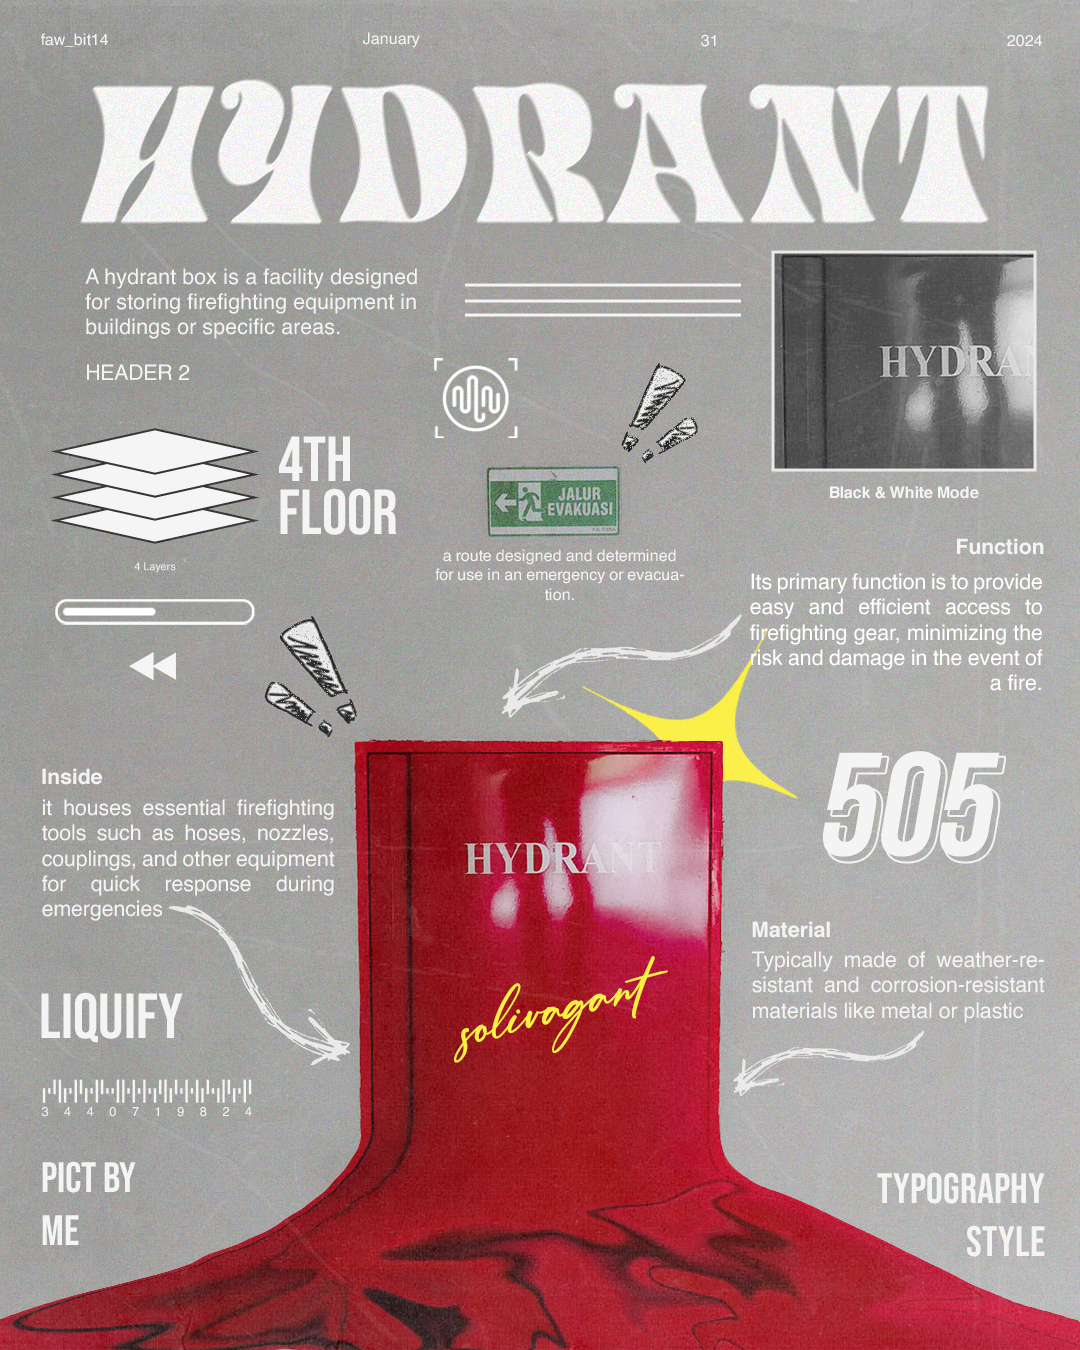 faw_bit14 January 31 2024
HYDRANT
A hydrant box is a facility designed
for storing firefighting equipment in
buildings or specific areas.
HEADER 2
HYDRAN
Black & White Mode
4TH
FLOOR
4 Layers
JALUR
EVAKUASI
a route designed and determined
for use in an emergency or evacua-
tion.
Function
Its primary function is to provide
easy and efficient access to
firefighting gear, minimizing the
risk and damage in the event of
a fire.
505
Inside
it houses essential firefighting
tools such as hoses, nozzles,
couplings, and other equipment
for quick response during
emergencies
HYDRANT
solivagant
Material
Typically made of weather-re-
sistant and corrosion-resistant
materials like metal or plastic
LIQUIFY
3 4 4 0 7 1 9 8 2 4
PICT BY
ME
TYPOGRAPHY
STYLE